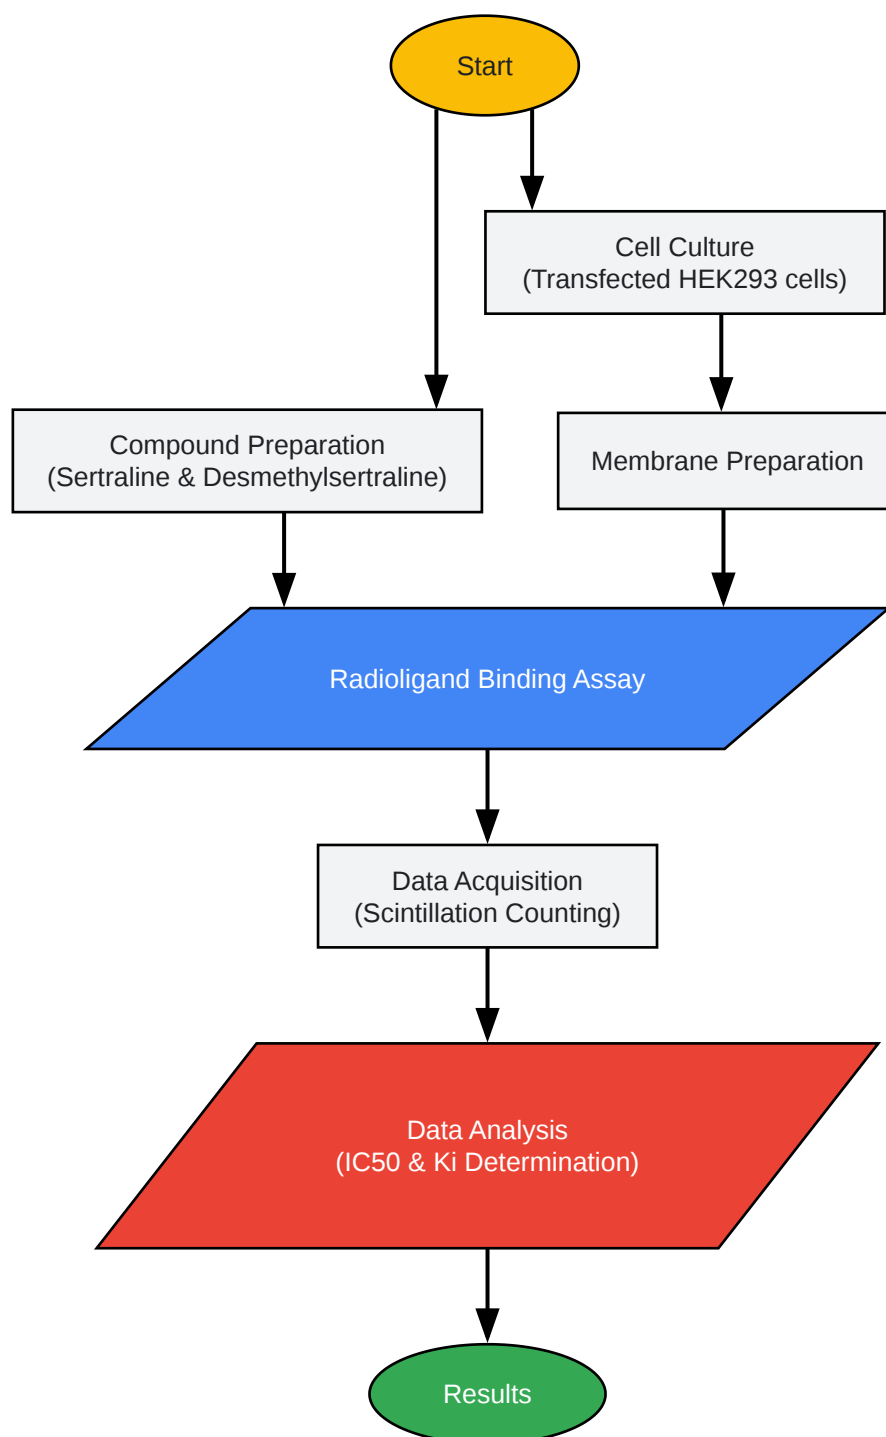 Start
Cell Culture
(Transfected HEK293 cells)
Compound Preparation
(Sertraline & Desmethylsertraline)
Membrane Preparation
Radioligand Binding Assay
Data Acquisition
(Scintillation Counting)
Data Analysis
(IC50 & Ki Determination)
Results